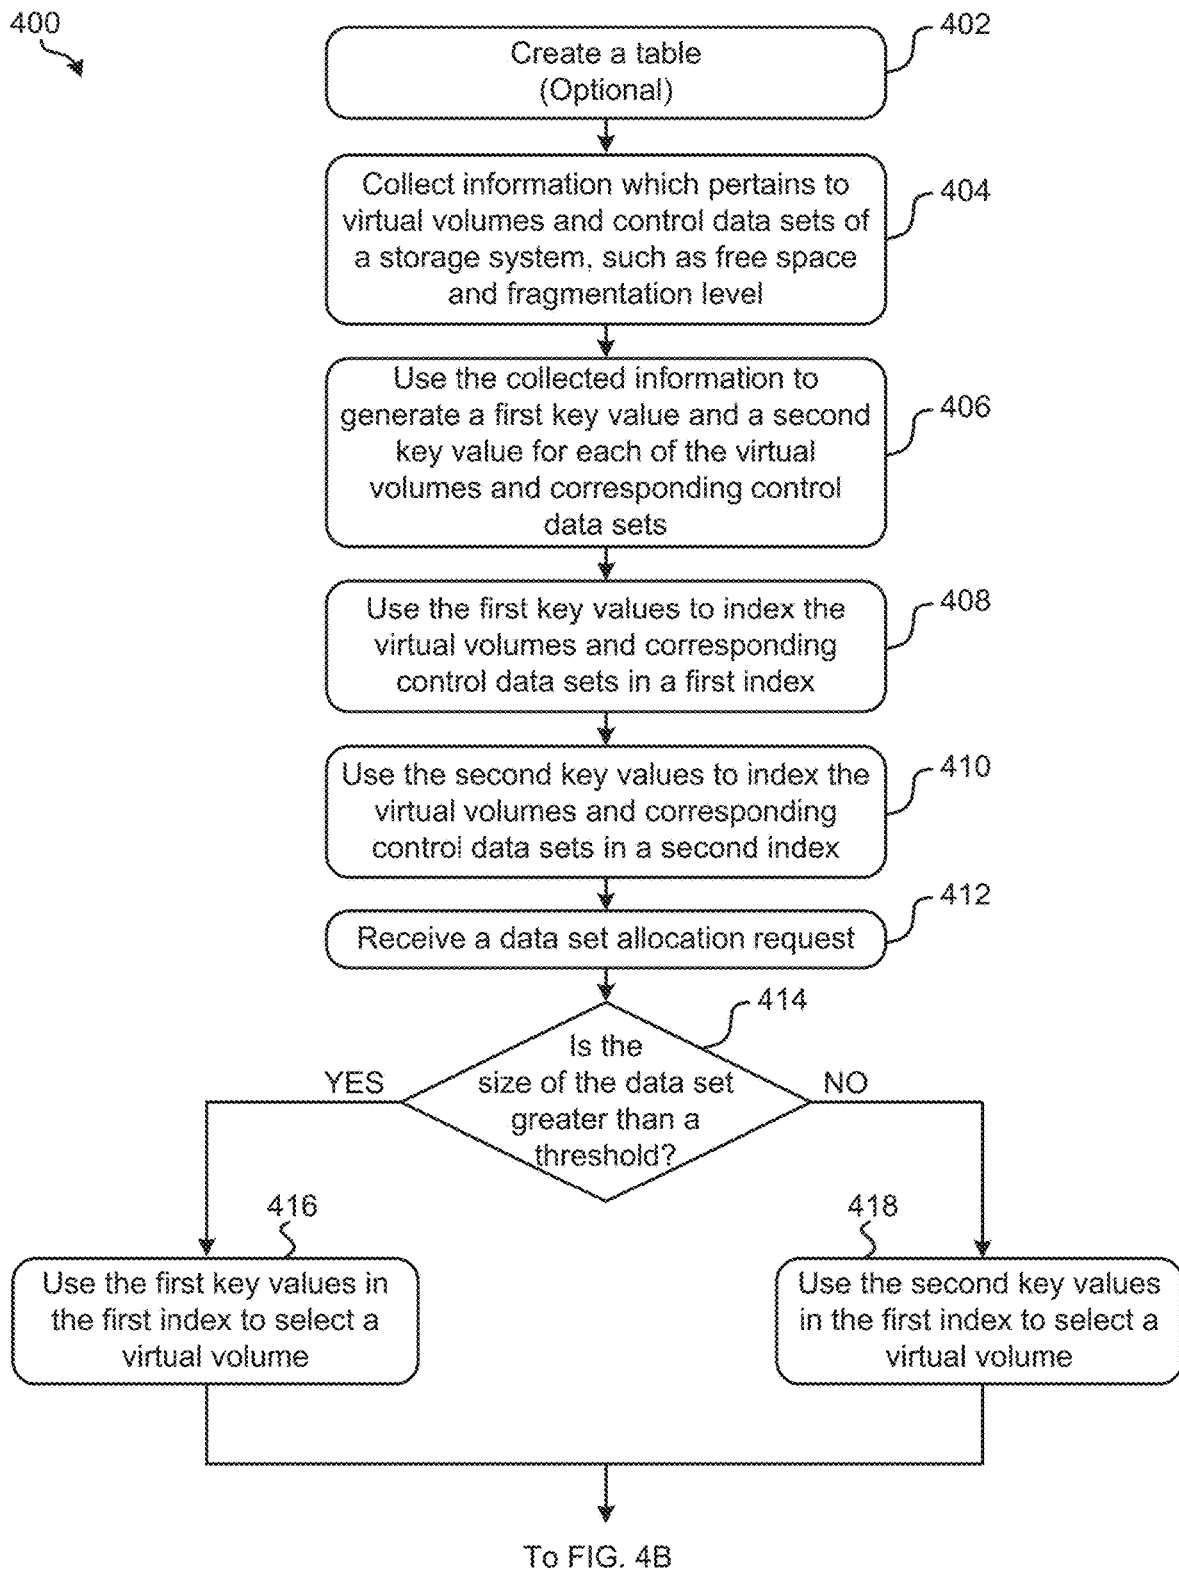 400
Create a table
(Optional)
402
Collect information which pertains to
virtual volumes and control data sets of
a storage system, such as free space
and fragmentation level
404
Use the collected information to
generate a first key value and a second
key value for each of the virtual
volumes and corresponding control
data sets
406
Use the first key values to index the
virtual volumes and corresponding
control data sets in a first index
408
Use the second key values to index the
virtual volumes and corresponding
control data sets in a second index
410
Receive a data set allocation request
412
414
Is the
size of the data set
greater than a
threshold?
YES
NO
416
Use the first key values in
the first index to select a
virtual volume
418
Use the second key values
in the first index to select a
virtual volume
To FIG. 4B